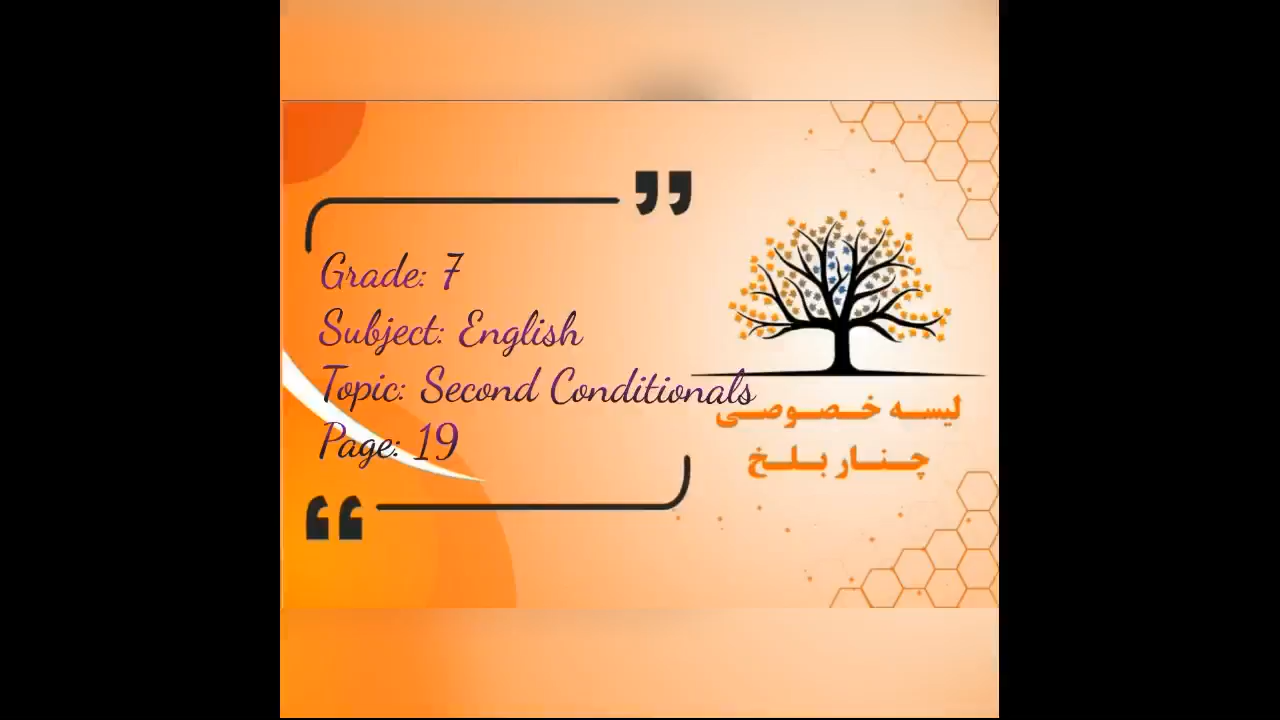 Grade: 7
Subject: English
Topic: Second Conditionals
Page: 19
لیسه خصوصی
چنار بلخ